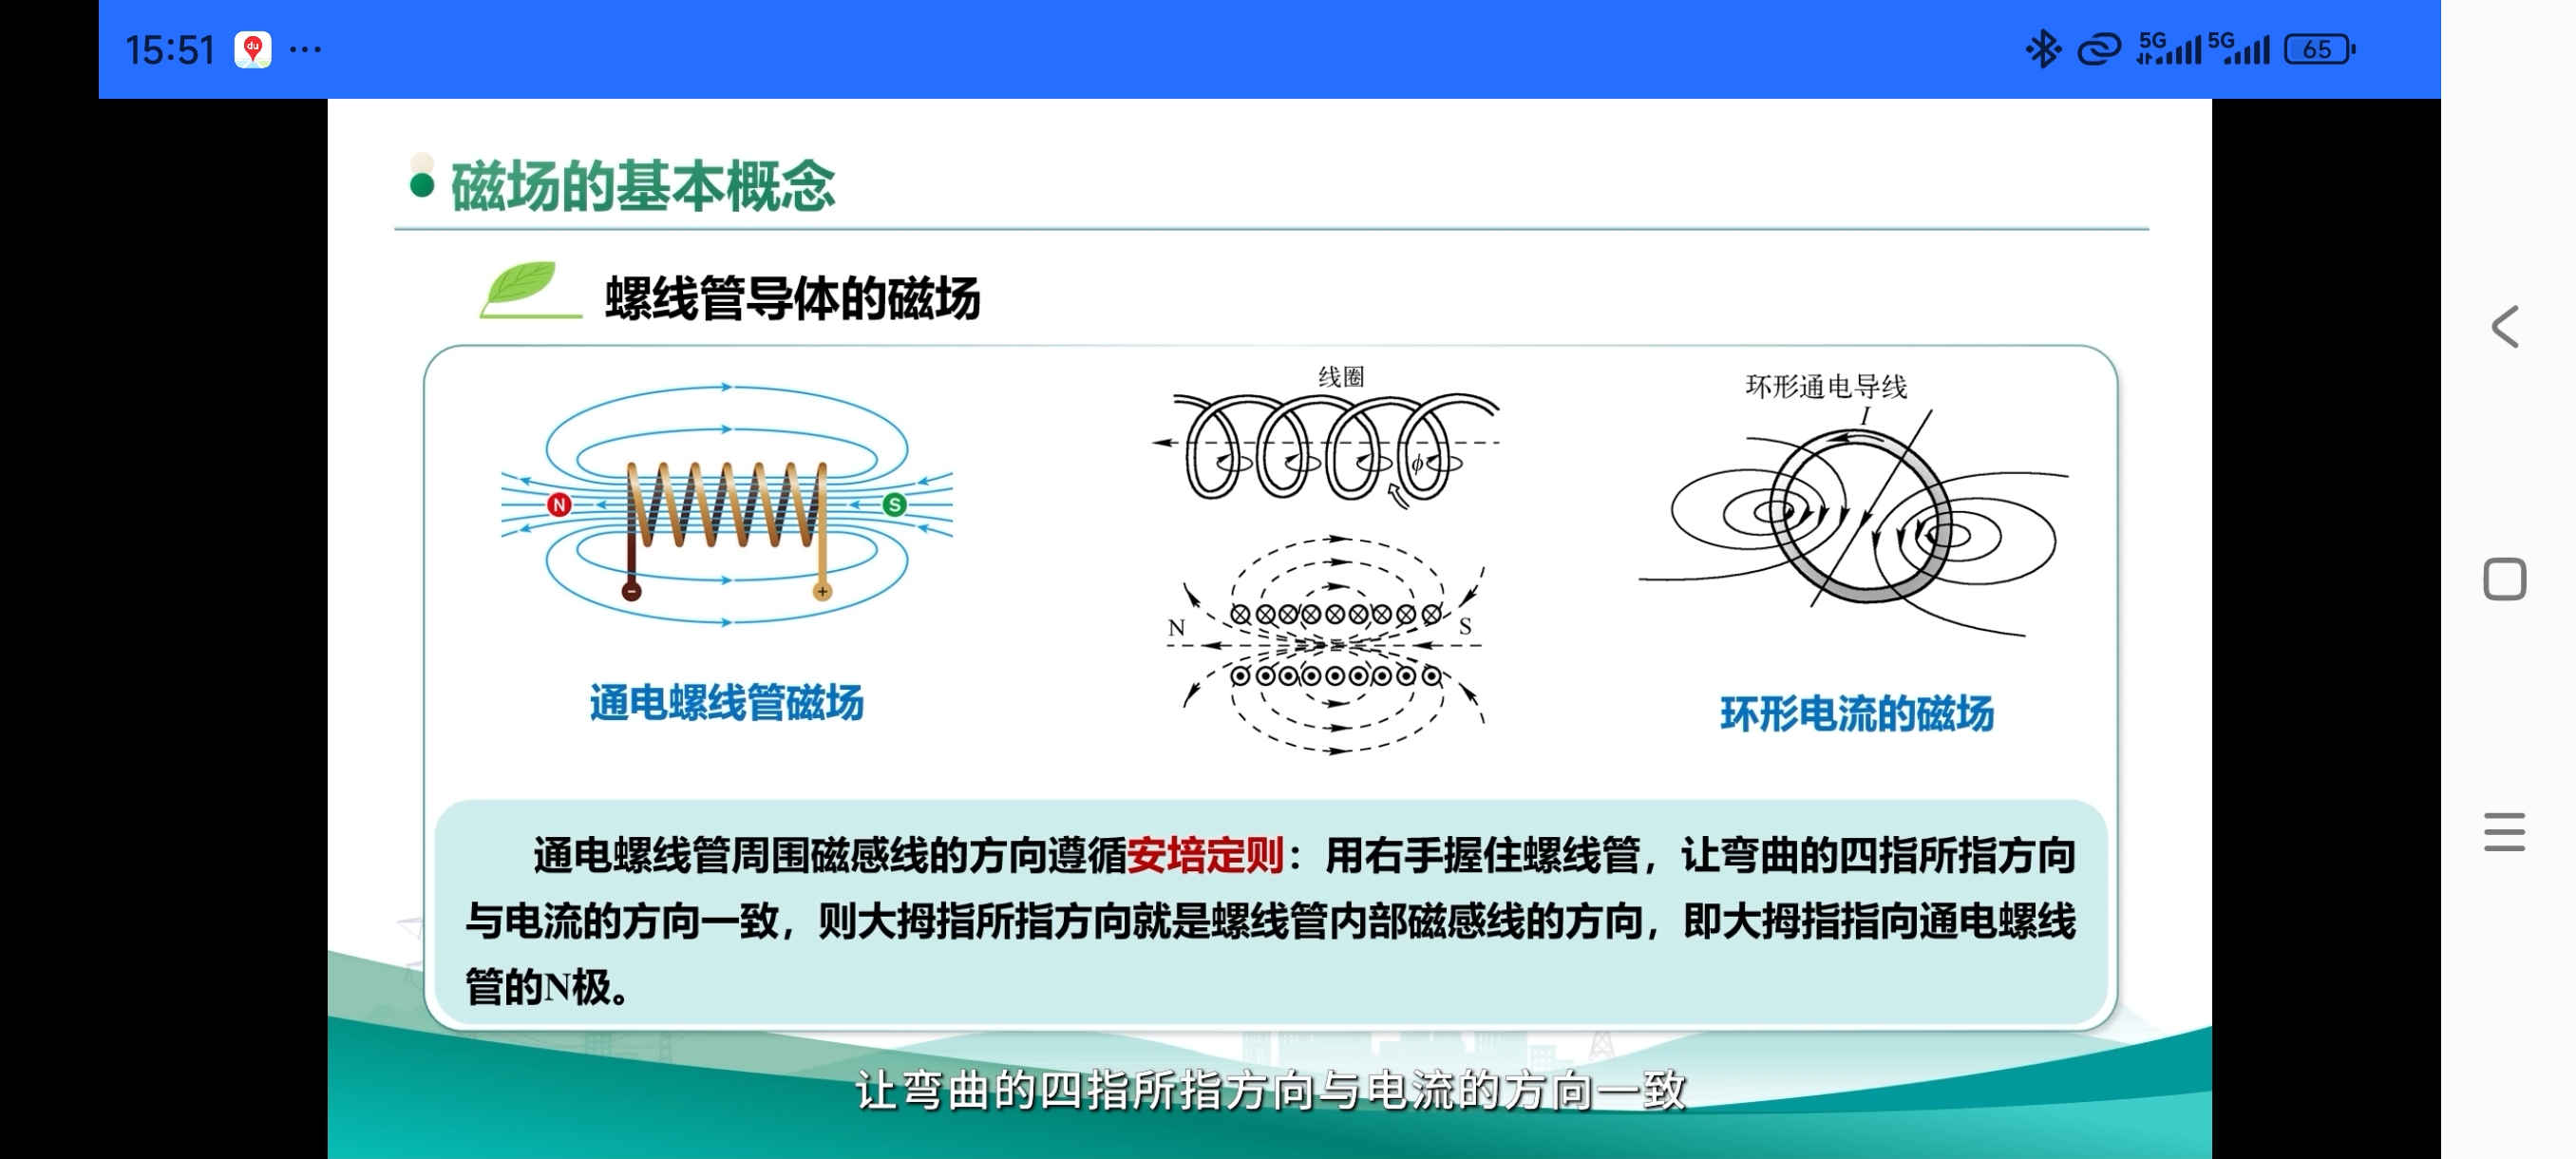 15:51 du ···
5G 5G 65
磁场的基本概念
螺线管导体的磁场
N S
− +
通电螺线管磁场
线圈
ϕ
N S
环形通电导线
I
环形电流的磁场
通电螺线管周围磁感线的方向遵循安培定则：用右手握住螺线管，让弯曲的四指所指方向
与电流的方向一致，则大拇指所指方向就是螺线管内部磁感线的方向，即大拇指指向通电螺线
管的N极。
让弯曲的四指所指方向与电流的方向一致